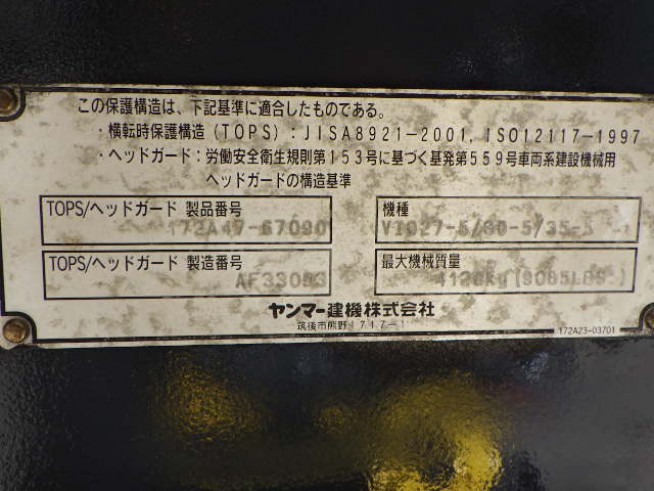 この保護構造は、下記基準に適合したものである。
・横転時保護構造(TOPS):JISA8921-2001, ISO12117-1997
・ヘッドガード:労働安全衛生規則第153号に基づく基発第559号車両系建設機械用
ヘッドガードの構造基準
TOPS/ヘッドガード 製品番号
172A47-67090
機種
VIO27-5/30-5/35-5
TOPS/ヘッドガード 製造番号
最大機械質量
ヤンマー建機株式会社
筑後市熊野1717-1
172A23-03701